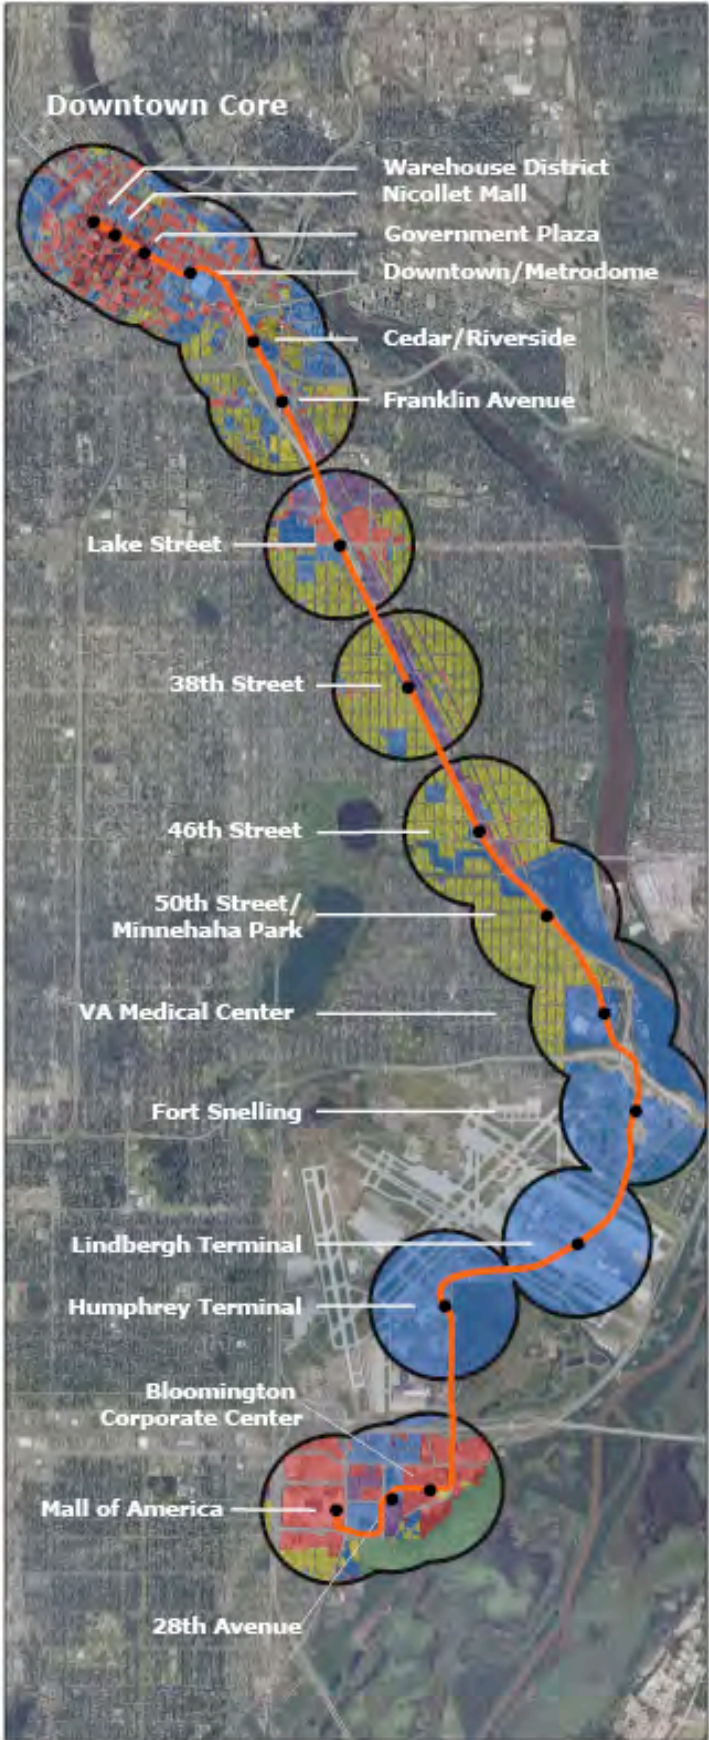 Downtown Core
Warehouse District
Nicollet Mall
Government Plaza
Downtown/Metrodome
Cedar/Riverside
Franklin Avenue
Lake Street
38th Street
46th Street
50th Street/
Minnehaha Park
VA Medical Center
Fort Snelling
Lindbergh Terminal
Humphrey Terminal
Bloomington
Corporate Center
Mall of America
28th Avenue